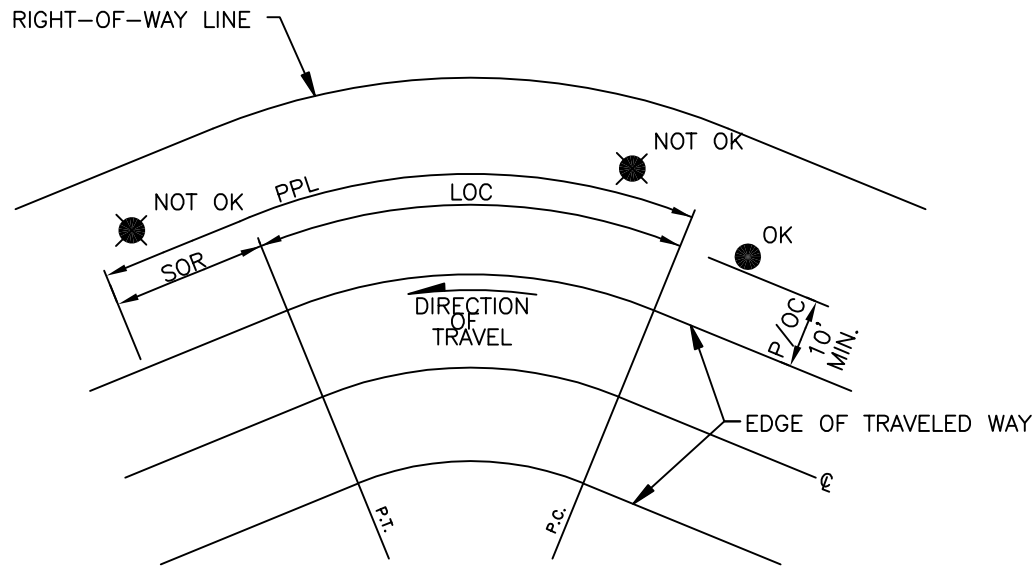 RIGHT-OF-WAY LINE
NOT OK
NOT OK
PPL
LOC
OK
SOR
DIRECTION
OF
TRAVEL
P/OC
10'
MIN.
EDGE OF TRAVELED WAY
℄
P.T.
P.C.